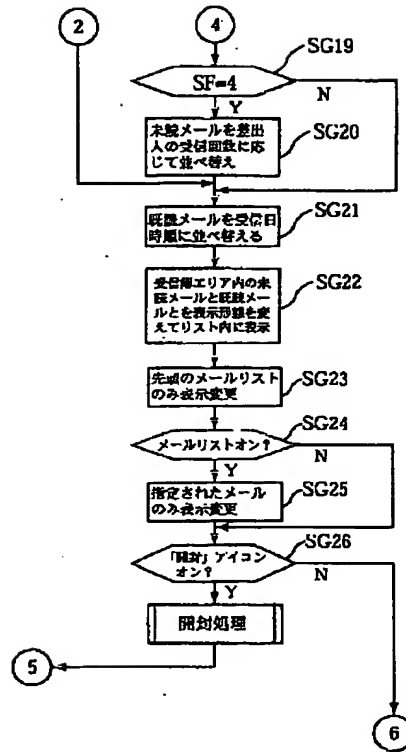 2
4
SG19
SF=4
N
Y
未読メールを差出
人の受信回数に応
じて並べ替え
SG20
既読メールを受信日
時順に並べ替える
SG21
受信簿エリア内の未
読メールと既読メー
ルとを表示形態を変
えてリスト内に表示
SG22
先頭のメールリスト
のみ表示変更
SG23
メールリストオン?
SG24
N
Y
指定されたメール
のみ表示変更
SG25
「開封」アイコン
オン?
SG26
N
Y
開封処理
5
6